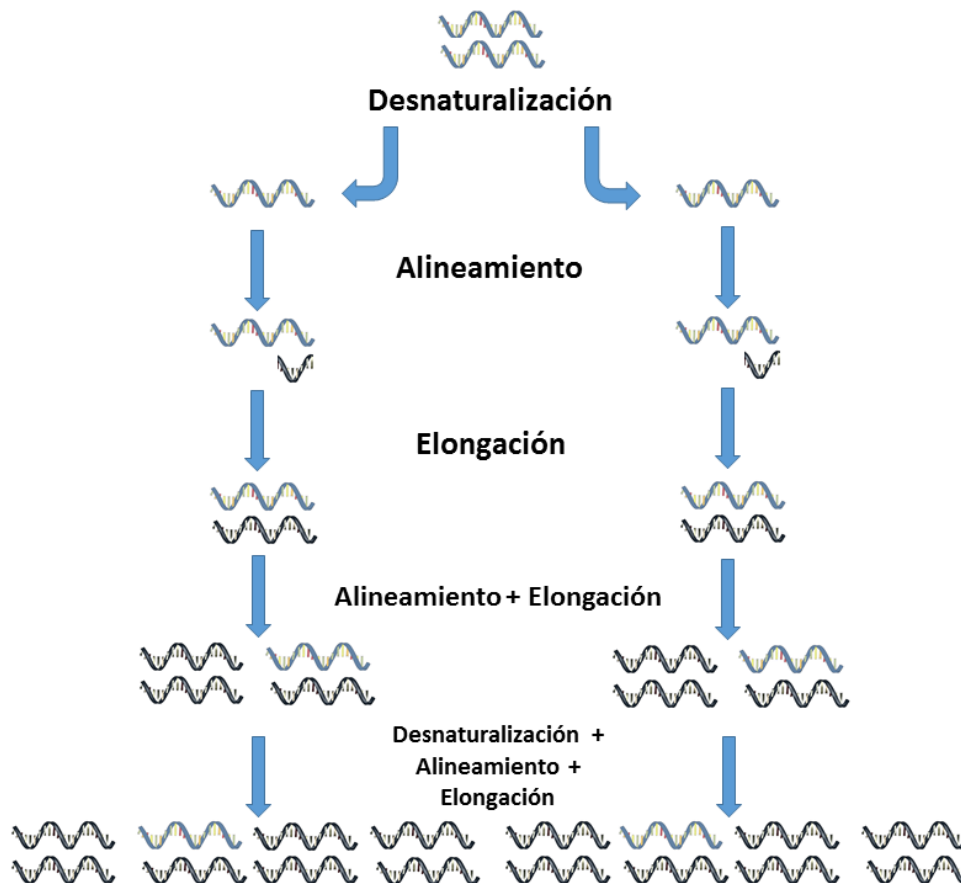 Desnaturalización
Alineamiento
Elongación
Alineamiento + Elongación
Desnaturalización +
Alineamiento +
Elongación